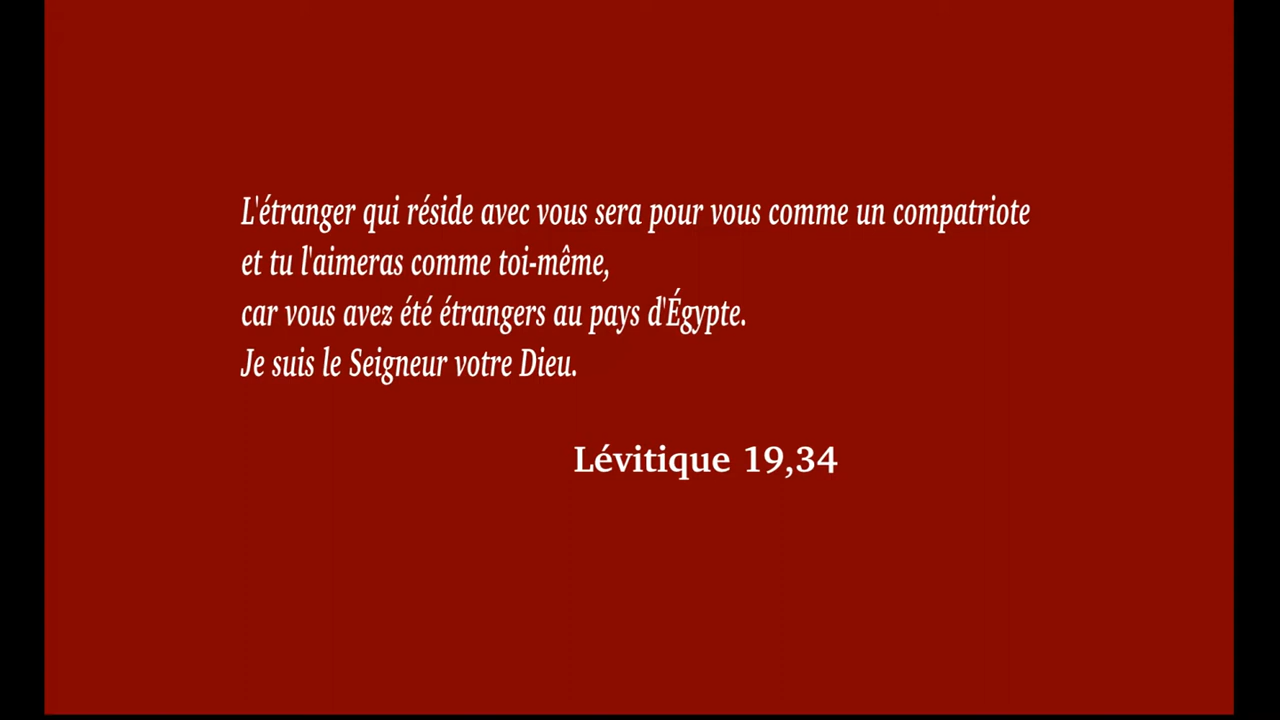 L'étranger qui réside avec vous sera pour vous comme un compatriote
et tu l'aimeras comme toi-même,
car vous avez été étrangers au pays d'Égypte.
Je suis le Seigneur votre Dieu.
Lévitique 19,34